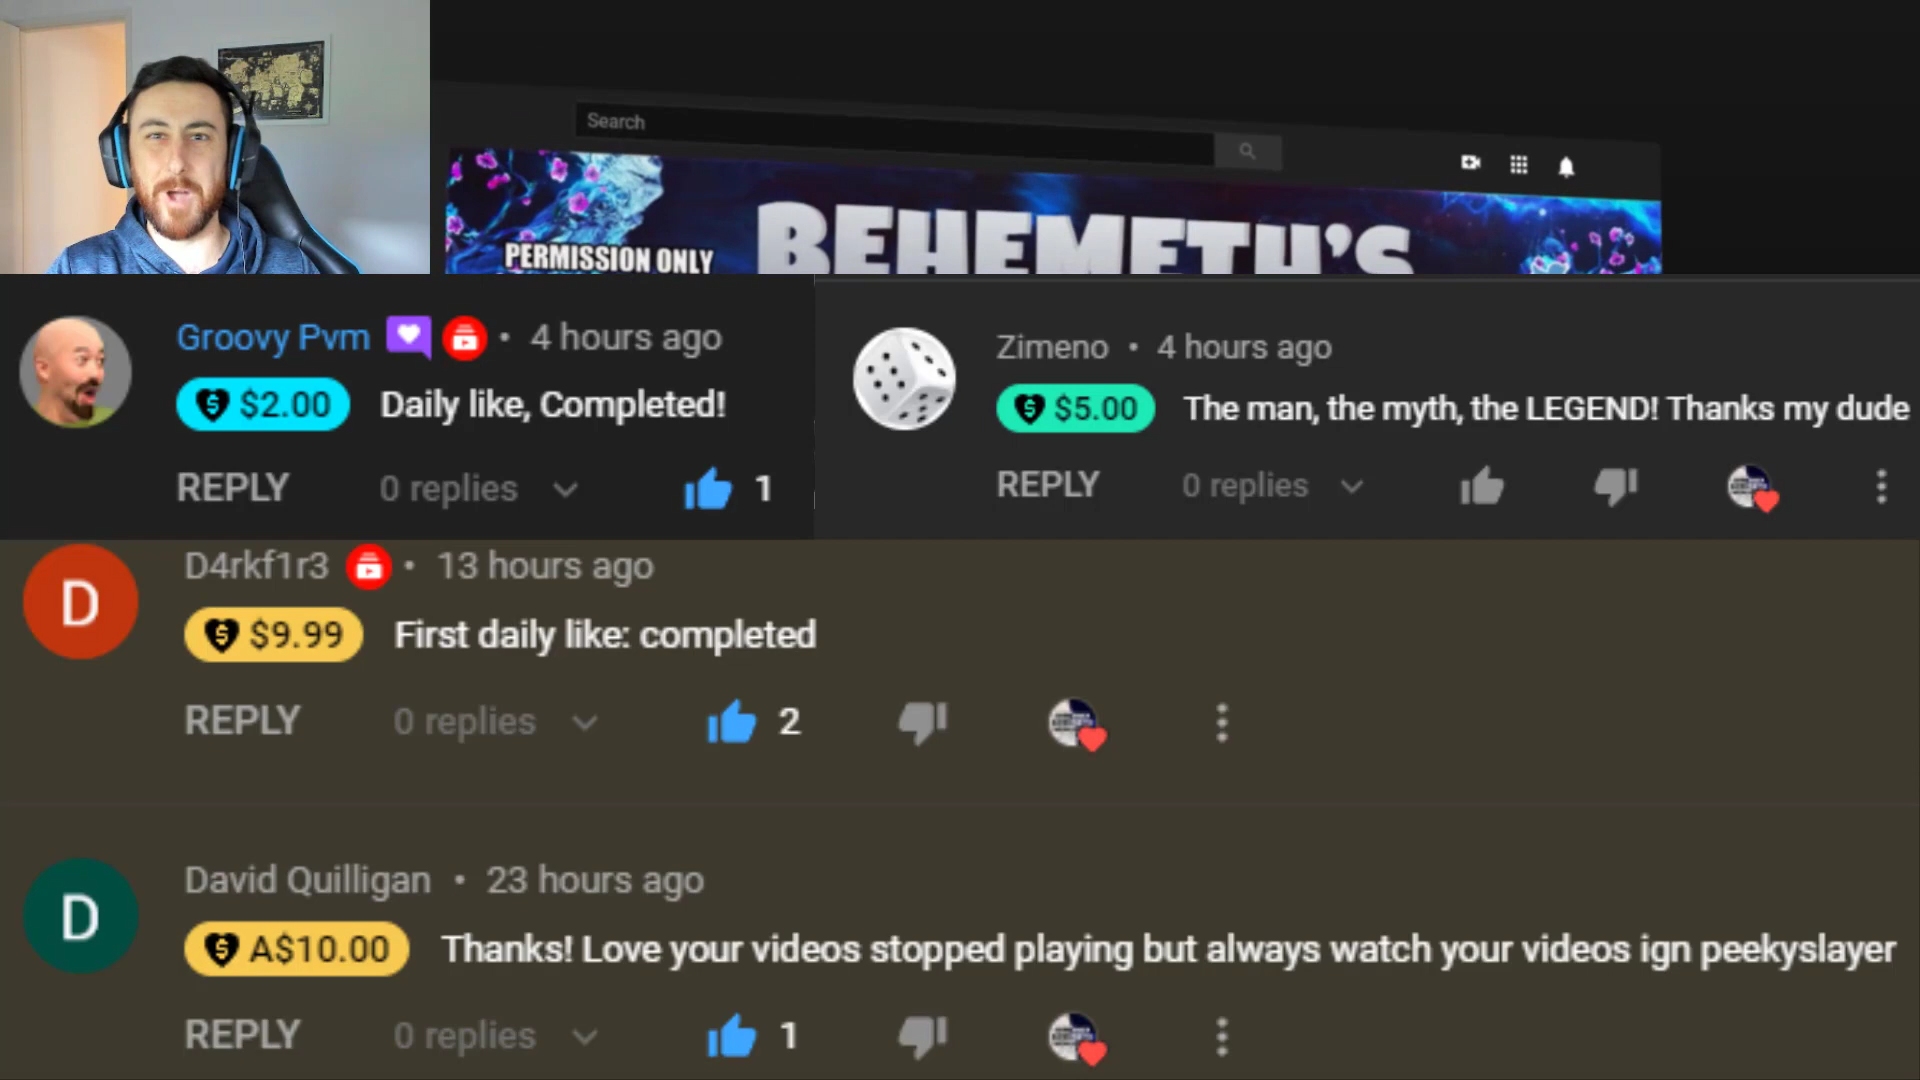 Search
PERMISSION ONLY
BEHEMETH'S
Groovy Pvm • 4 hours ago
$2.00 Daily like, Completed!
REPLY 0 replies 1
Zimeno • 4 hours ago
$5.00 The man, the myth, the LEGEND! Thanks my dude
REPLY 0 replies
D
D4rkf1r3 • 13 hours ago
$9.99 First daily like: completed
REPLY 0 replies 2
D
David Quilligan • 23 hours ago
A$10.00 Thanks! Love your videos stopped playing but always watch your videos ign peekyslayer
REPLY 0 replies 1